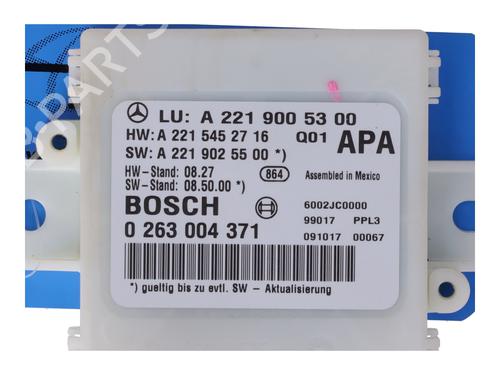 LU: A 221 900 53 00
HW: A 221 545 27 16 Q01 APA
SW: A 221 902 55 00 *)
HW-Stand: 08.27 864 Assembled in Mexico
SW-Stand: 08.50.00 *)
BOSCH 6002JC0000
0 263 004 371 99017 PPL3
091017 00067
*) gueltig bis zu evtl. SW - Aktualisierung